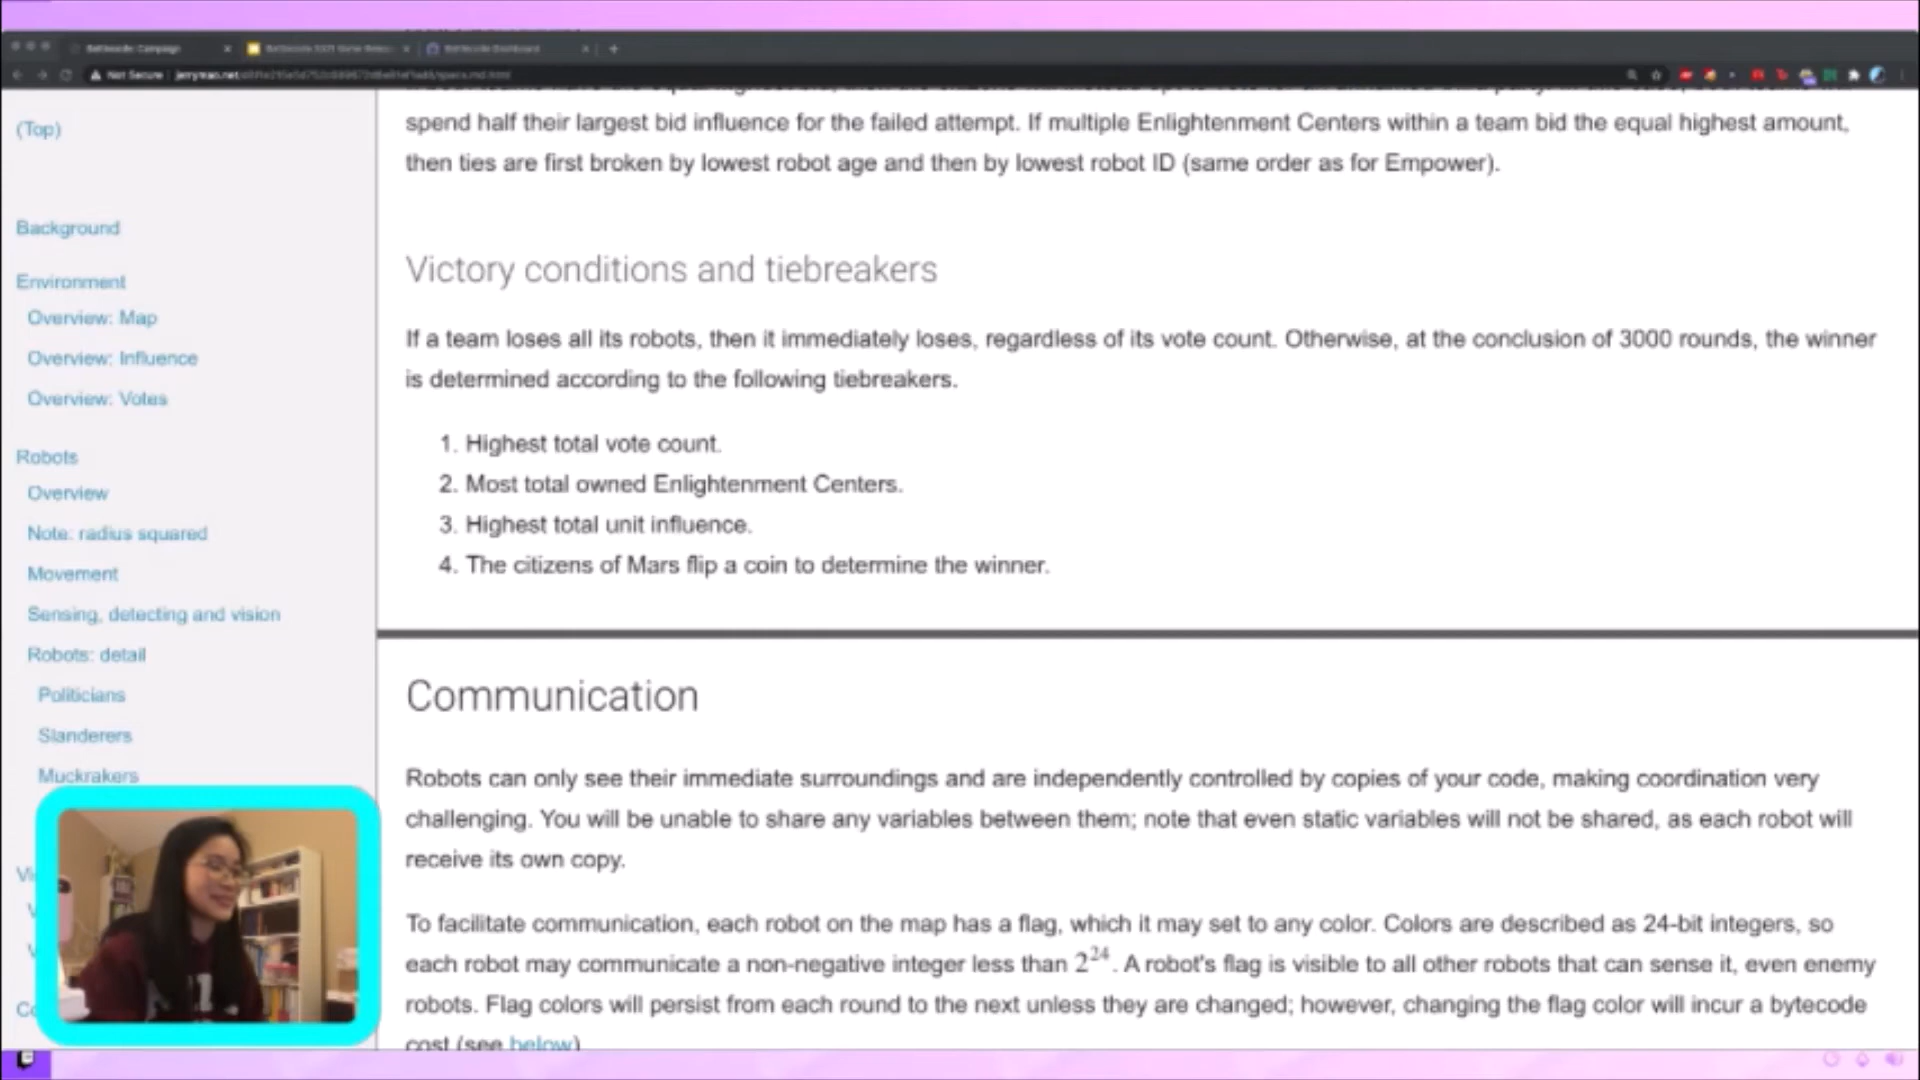 Battlecode: Campaign
Battlecode Dashboard
Not Secure | jerrymao.net
(Top)
Background
Environment
Overview: Map
Overview: Influence
Overview: Votes
Robots
Overview
Note: radius squared
Movement
Sensing, detecting and vision
Robots: detail
Politicians
Slanderers
Muckrakers
spend half their largest bid influence for the failed attempt. If multiple Enlightenment Centers within a team bid the equal highest amount,
then ties are first broken by lowest robot age and then by lowest robot ID (same order as for Empower).
Victory conditions and tiebreakers
If a team loses all its robots, then it immediately loses, regardless of its vote count. Otherwise, at the conclusion of 3000 rounds, the winner
is determined according to the following tiebreakers.
1. Highest total vote count.
2. Most total owned Enlightenment Centers.
3. Highest total unit influence.
4. The citizens of Mars flip a coin to determine the winner.
Communication
Robots can only see their immediate surroundings and are independently controlled by copies of your code, making coordination very
challenging. You will be unable to share any variables between them; note that even static variables will not be shared, as each robot will
receive its own copy.
To facilitate communication, each robot on the map has a flag, which it may set to any color. Colors are described as 24-bit integers, so
each robot may communicate a non-negative integer less than 2^24. A robot's flag is visible to all other robots that can sense it, even enemy
robots. Flag colors will persist from each round to the next unless they are changed; however, changing the flag color will incur a bytecode
cost (see below)